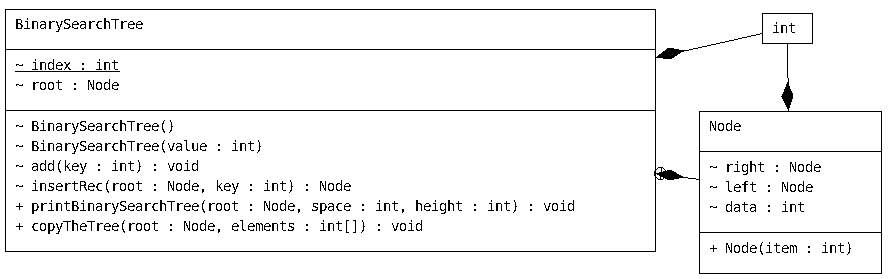 BinarySearchTree
~ index : int
~ root : Node
~ BinarySearchTree()
~ BinarySearchTree(value : int)
~ add(key : int) : void
~ insertRec(root : Node, key : int) : Node
+ printBinarySearchTree(root : Node, space : int, height : int) : void
+ copyTheTree(root : Node, elements : int[]) : void
int
Node
~ right : Node
~ left : Node
~ data : int
+ Node(item : int)